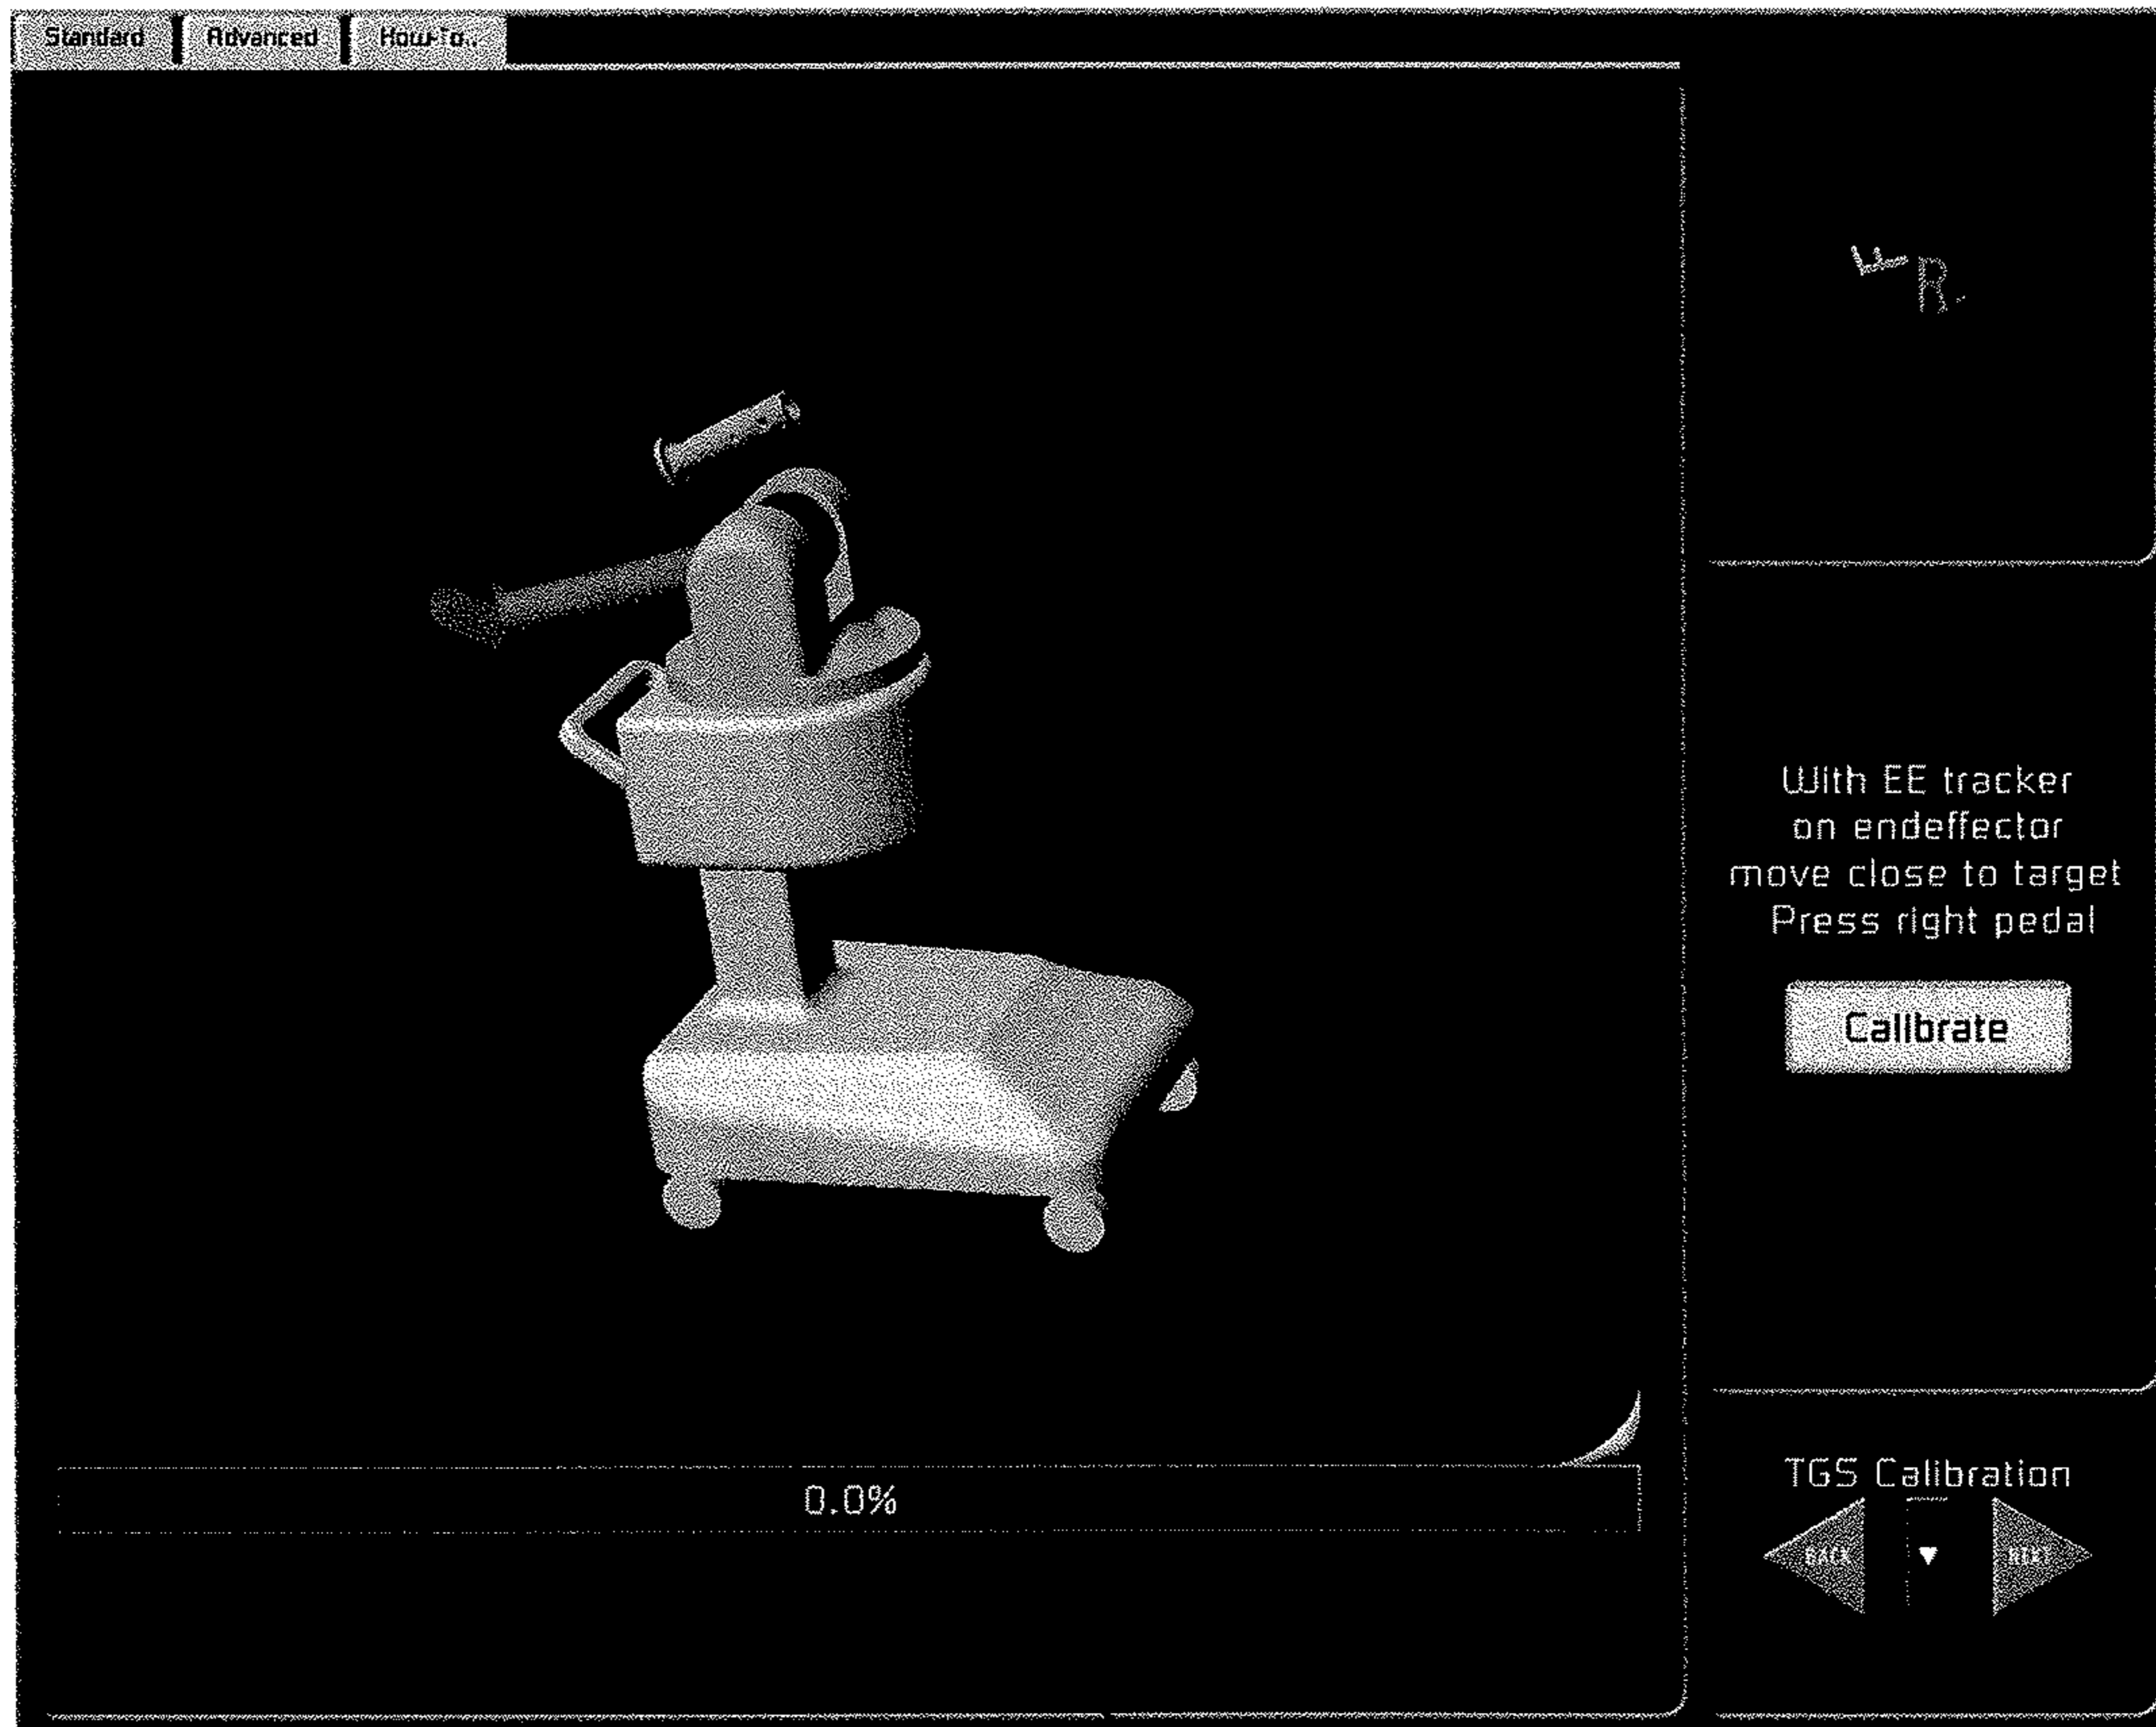 Standard
Advanced
How-To..
F
R
With EE tracker
on endeffector
move close to target
Press right pedal
Calibrate
0.0%
TGS Calibration
BACK
NEXT